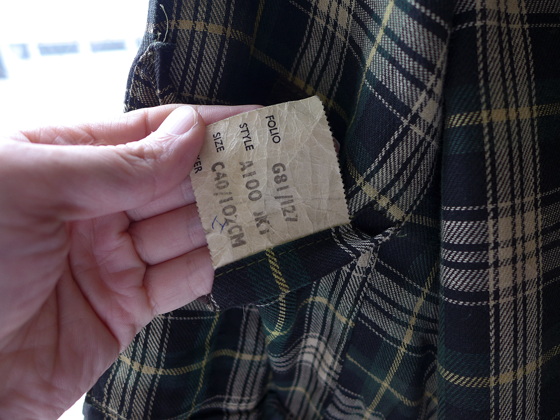 FOLIO G81/127
STYLE A100
SIZE C40/102CM